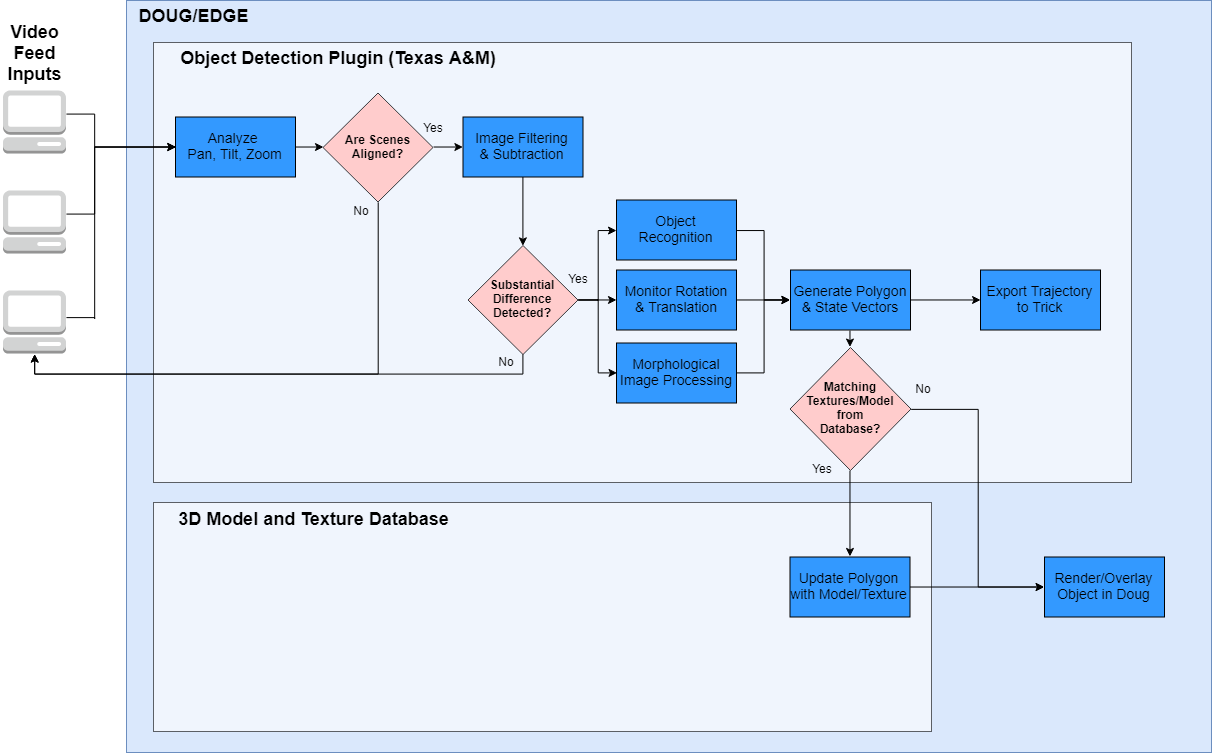 DOUG/EDGE
Video
Feed
Inputs
Object Detection Plugin (Texas A&M)
Analyze
Pan, Tilt, Zoom
Are Scenes
Aligned?
Yes
No
Image Filtering
& Subtraction
Substantial
Difference
Detected?
Yes
No
Object
Recognition
Monitor Rotation
& Translation
Morphological
Image Processing
Generate Polygon
& State Vectors
Export Trajectory
to Trick
Matching
Textures/Model
from
Database?
No
Yes
3D Model and Texture Database
Update Polygon
with Model/Texture
Render/Overlay
Object in Doug